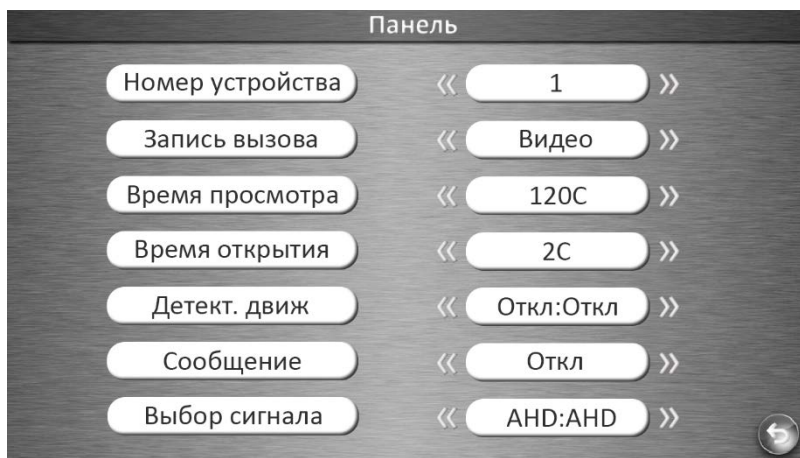 Панель
Номер устройства « 1 »
Запись вызова « Видео »
Время просмотра « 120С »
Время открытия « 2С »
Детект. движ « Откл:Откл »
Сообщение « Откл »
Выбор сигнала « AHD:AHD »